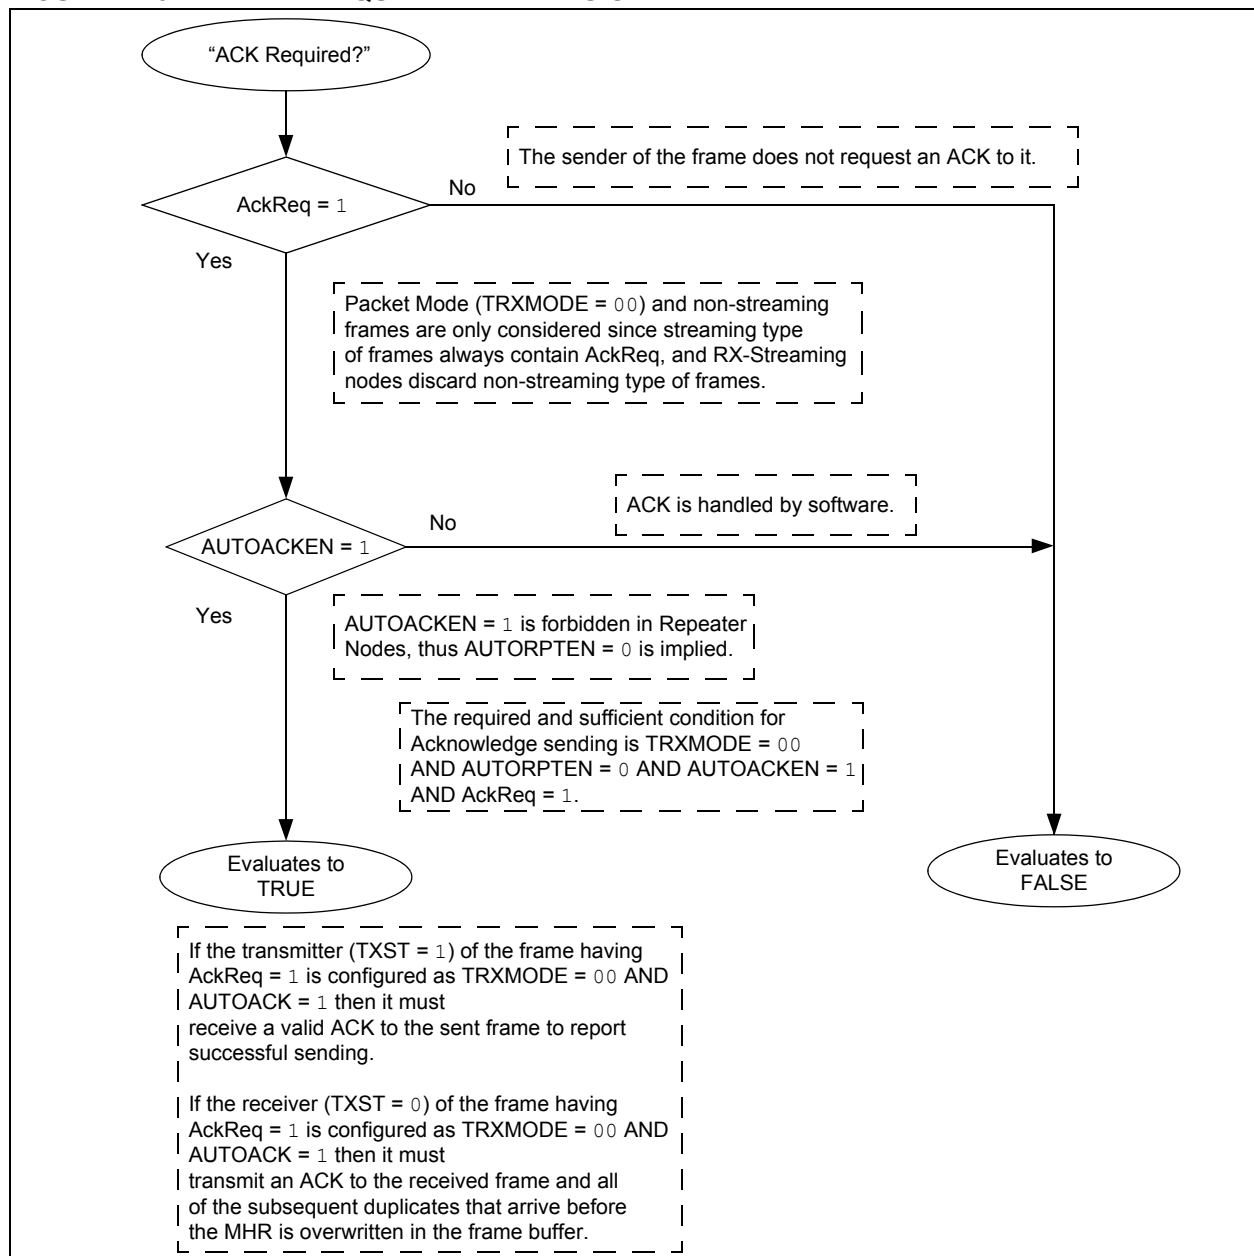 “ACK Required?”
The sender of the frame does not request an ACK to it.
No
AckReq = 1
Yes
Packet Mode (TRXMODE = 00) and non-streaming
frames are only considered since streaming type
of frames always contain AckReq, and RX-Streaming
nodes discard non-streaming type of frames.
ACK is handled by software.
No
AUTOACKEN = 1
Yes
AUTOACKEN = 1 is forbidden in Repeater
Nodes, thus AUTORPTEN = 0 is implied.
The required and sufficient condition for
Acknowledge sending is TRXMODE = 00
AND AUTORPTEN = 0 AND AUTOACKEN = 1
AND AckReq = 1.
Evaluates to
TRUE
Evaluates to
FALSE
If the transmitter (TXST = 1) of the frame having
AckReq = 1 is configured as TRXMODE = 00 AND
AUTOACK = 1 then it must
receive a valid ACK to the sent frame to report
successful sending.
If the receiver (TXST = 0) of the frame having
AckReq = 1 is configured as TRXMODE = 00 AND
AUTOACK = 1 then it must
transmit an ACK to the received frame and all
of the subsequent duplicates that arrive before
the MHR is overwritten in the frame buffer.